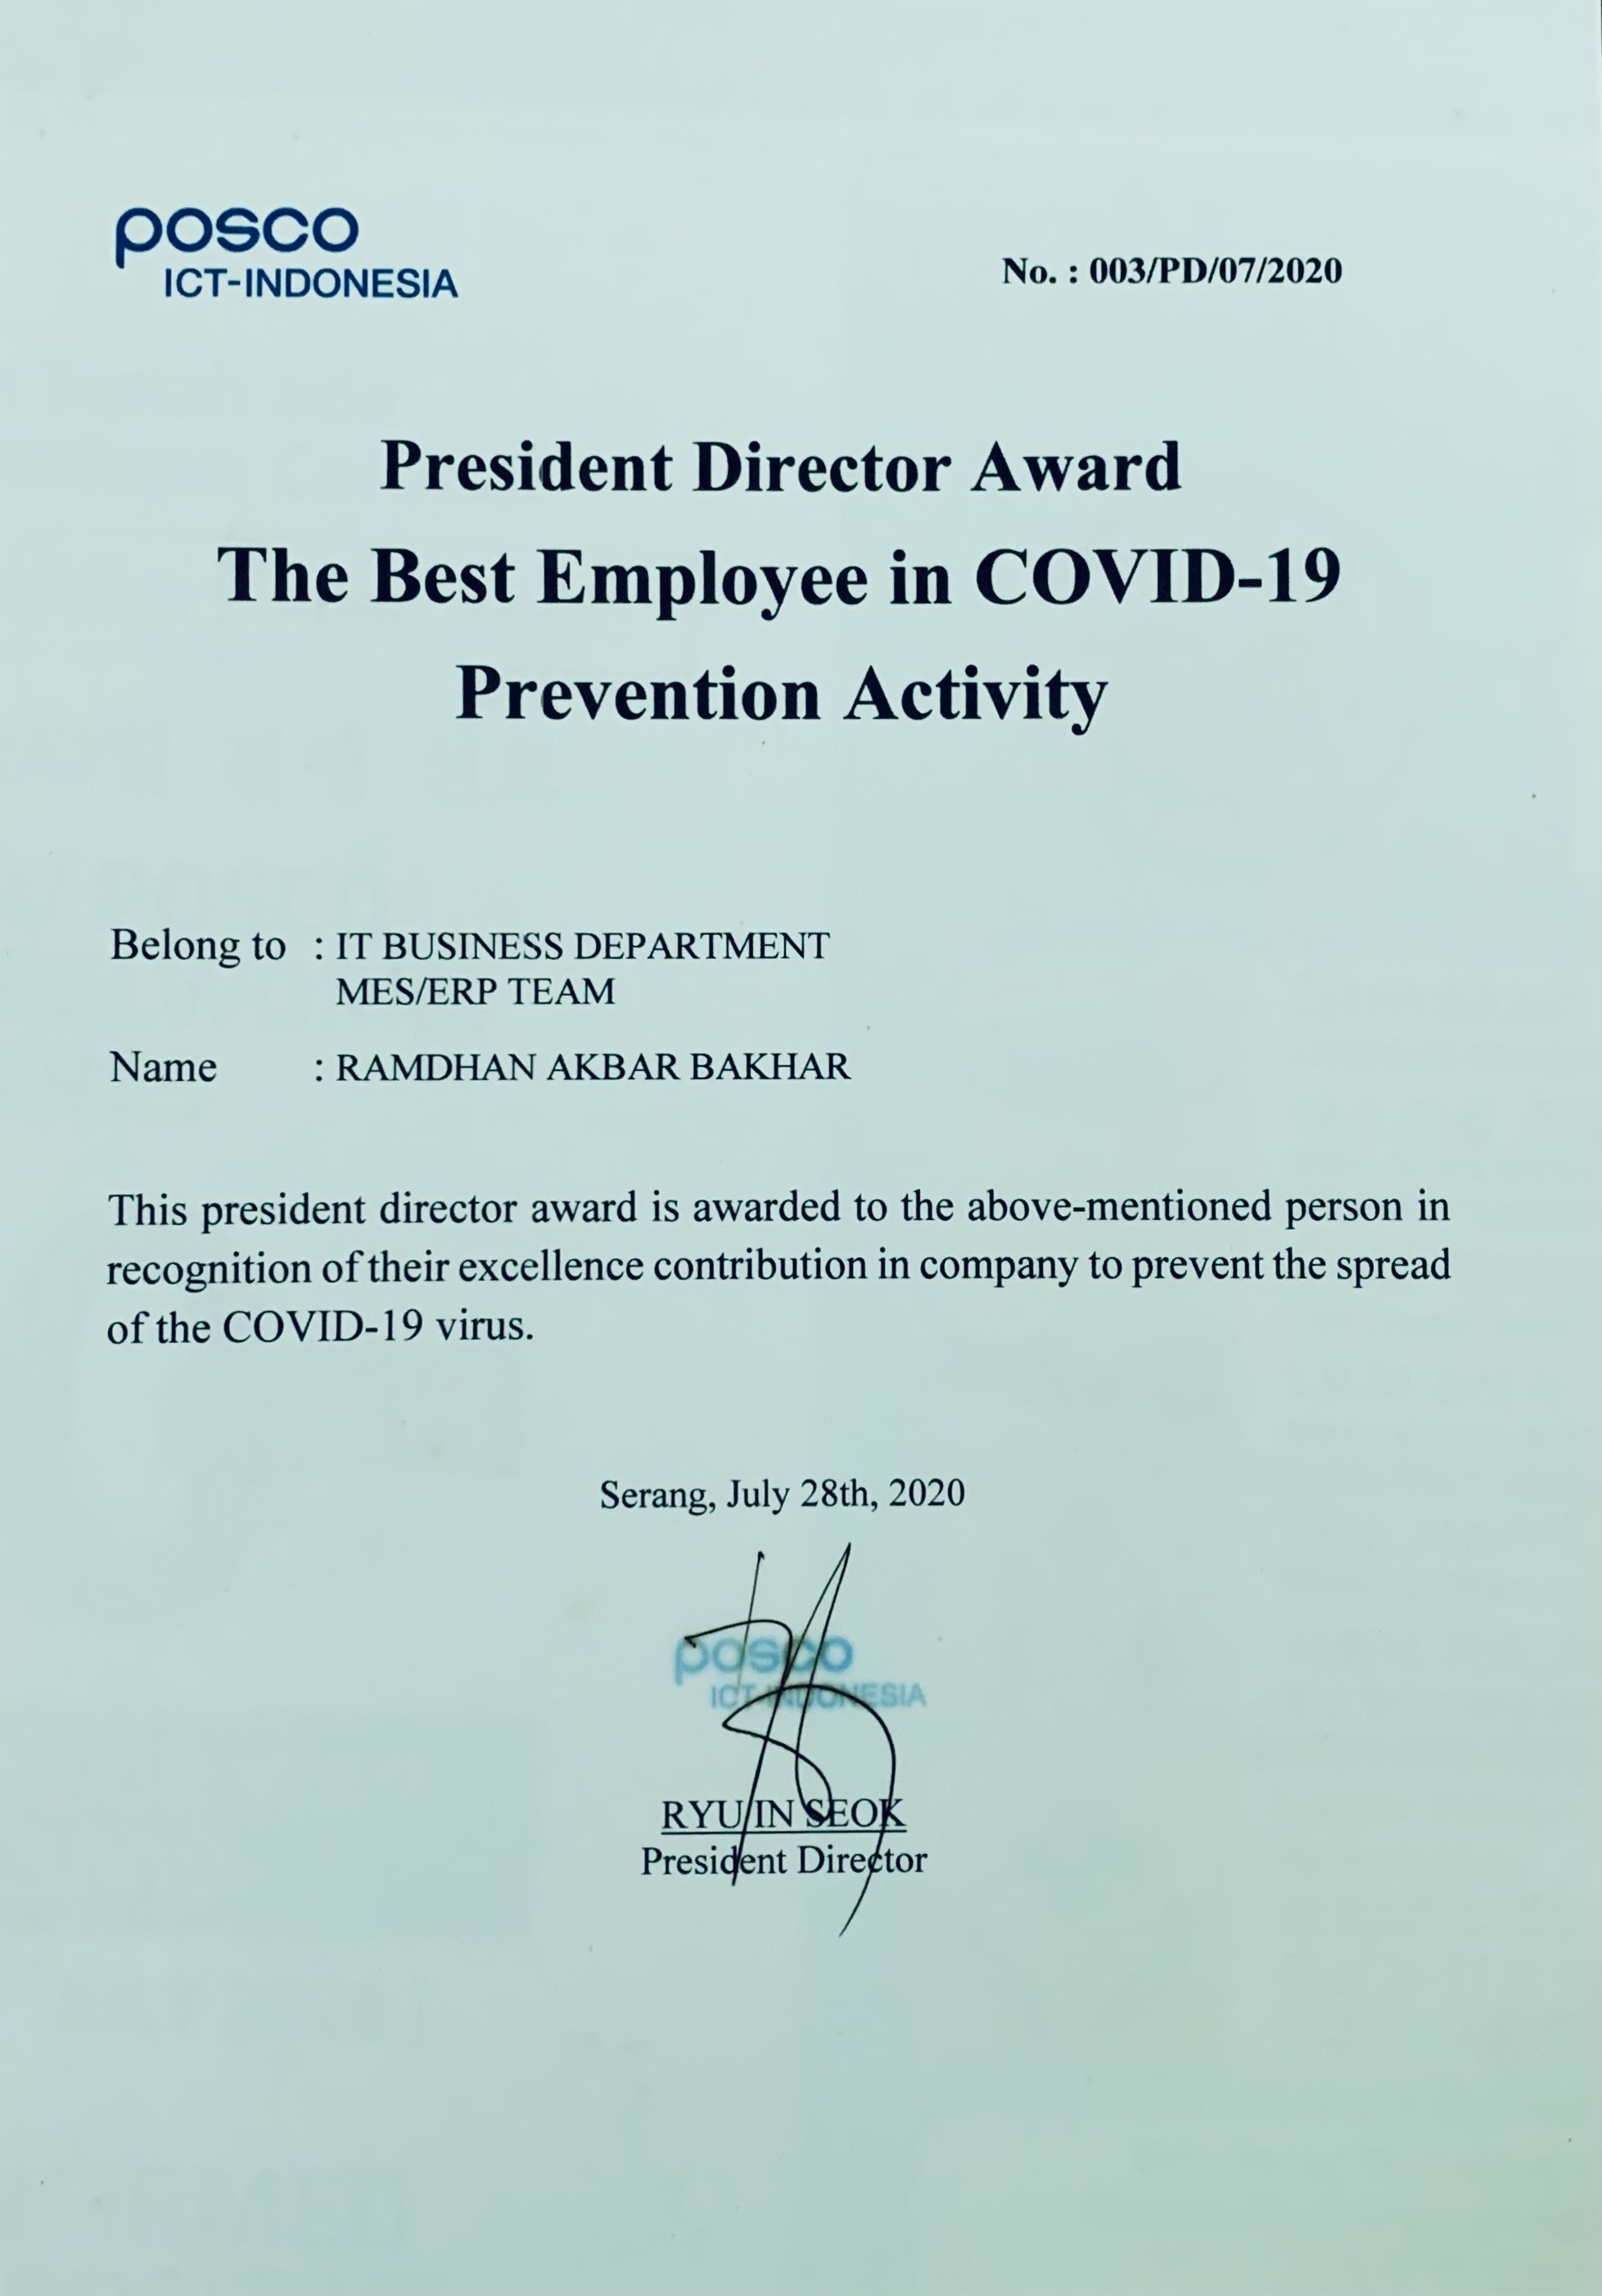 posco
ICT-INDONESIA
No. : 003/PD/07/2020
President Director Award
The Best Employee in COVID-19
Prevention Activity
Belong to : IT BUSINESS DEPARTMENT
MES/ERP TEAM
Name : RAMDHAN AKBAR BAKHAR
This president director award is awarded to the above-mentioned person in
recognition of their excellence contribution in company to prevent the spread
of the COVID-19 virus.
Serang, July 28th, 2020
posco
ICT-INDONESIA
RYU IN SEOK
President Director